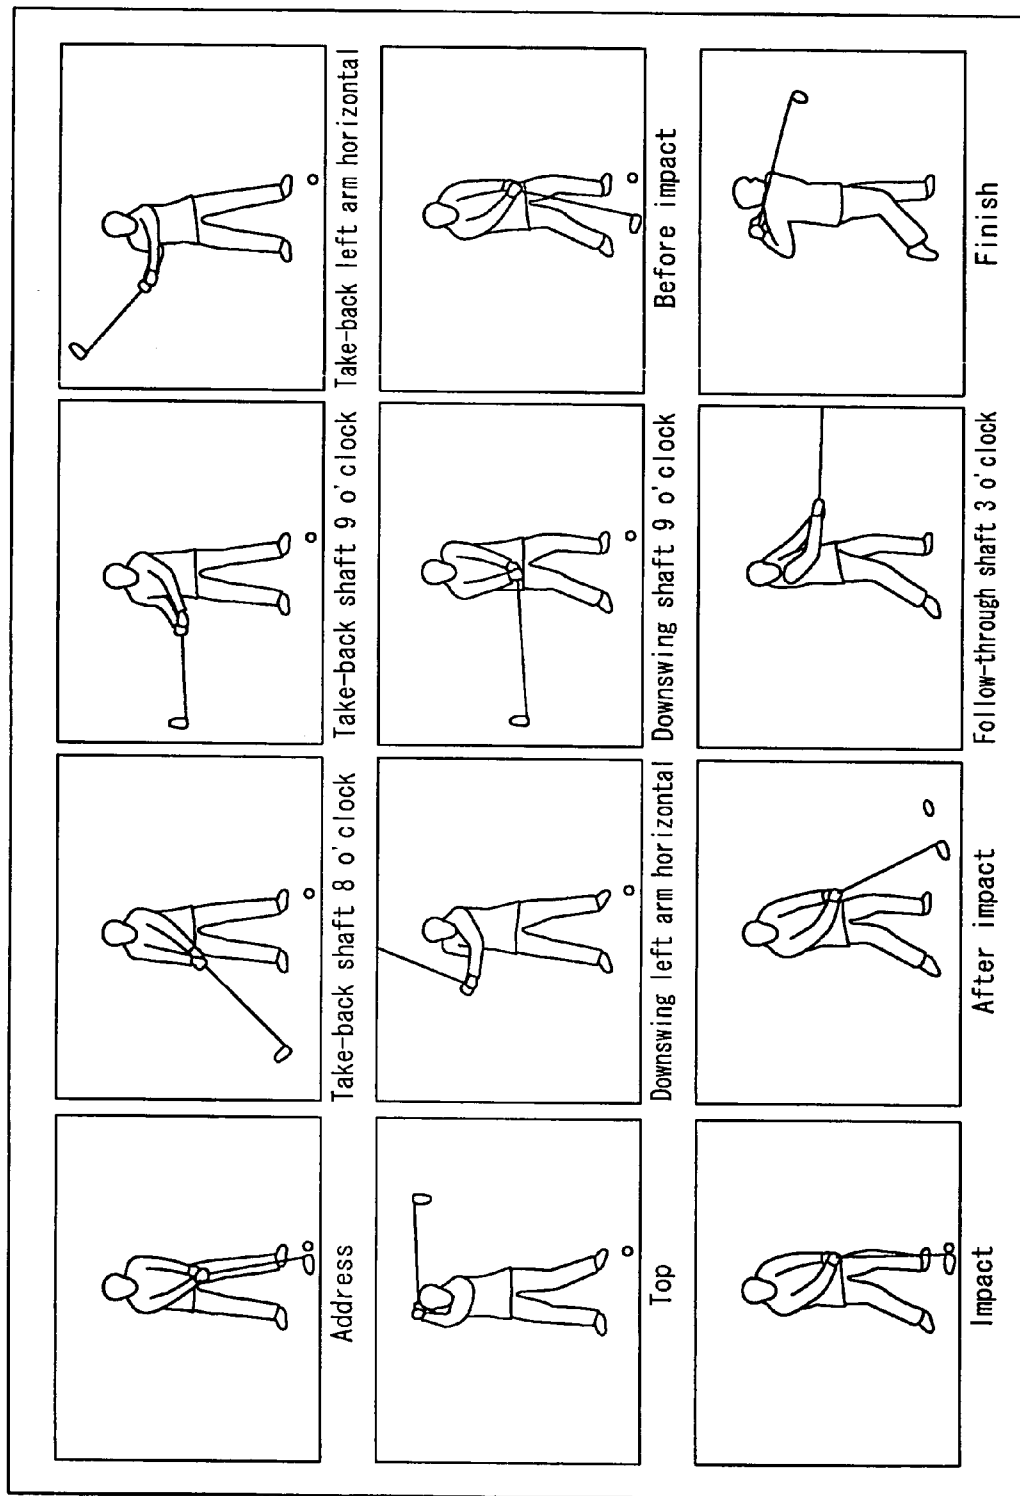 Address
Take-back shaft 8 o'clock
Take-back shaft 9 o'clock
Take-back left arm horizontal
Top
Downswing left arm horizontal
Downswing shaft 9 o'clock
Before impact
Impact
After impact
Follow-through shaft 3 o'clock
Finish